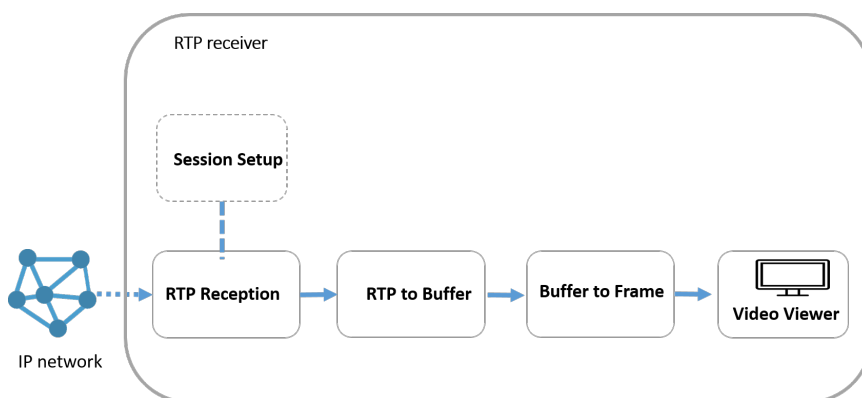 RTP receiver
Session Setup
RTP Reception
RTP to Buffer
Buffer to Frame
Video Viewer
IP network